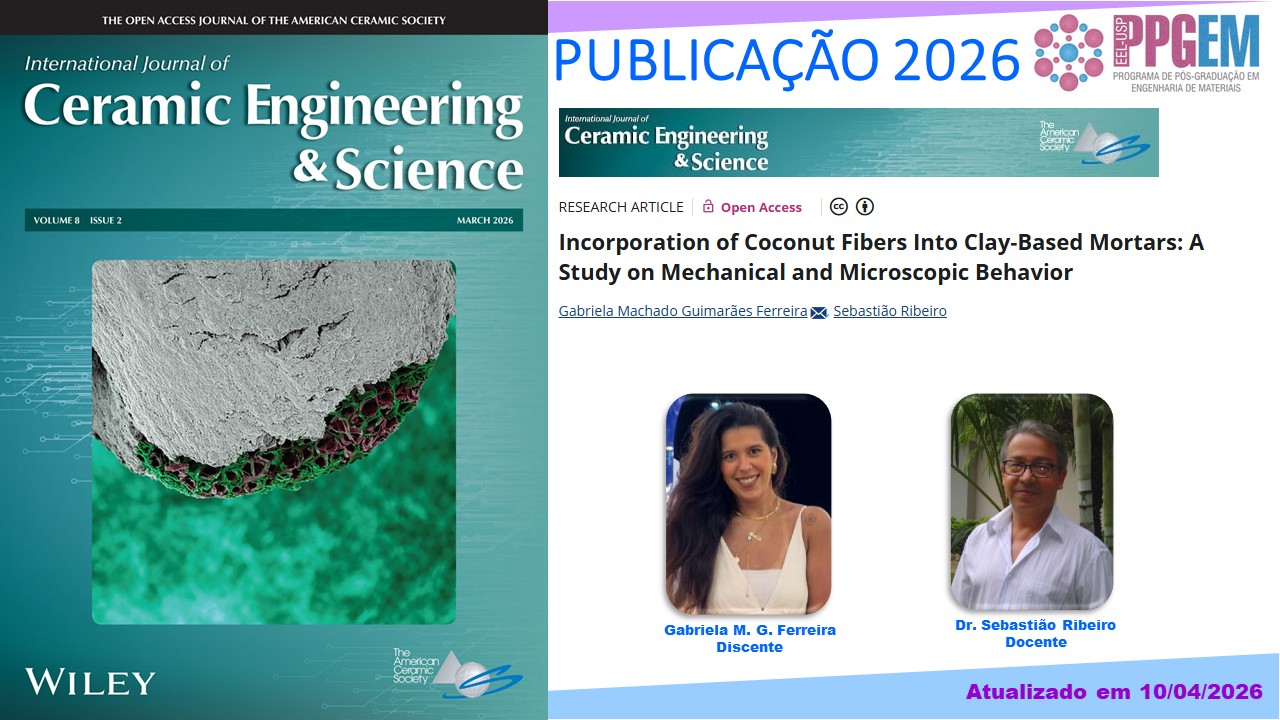 THE OPEN ACCESS JOURNAL OF THE AMERICAN CERAMIC SOCIETY
International Journal of
Ceramic Engineering
& Science
VOLUME 8 ISSUE 2
MARCH 2026
WILEY
The
American
Ceramic
Society
PUBLICAÇÃO 2026
EEL-USP
PPGEM
PROGRAMA DE PÓS-GRADUAÇÃO EM
ENGENHARIA DE MATERIAIS
International Journal of
Ceramic Engineering
& Science
The
American
Ceramic
Society
RESEARCH ARTICLE
Open Access
cc
Incorporation of Coconut Fibers Into Clay-Based Mortars: A
Study on Mechanical and Microscopic Behavior
Gabriela Machado Guimarães Ferreira, Sebastião Ribeiro
Gabriela M. G. Ferreira
Discente
Dr. Sebastião Ribeiro
Docente
Atualizado em 10/04/2026